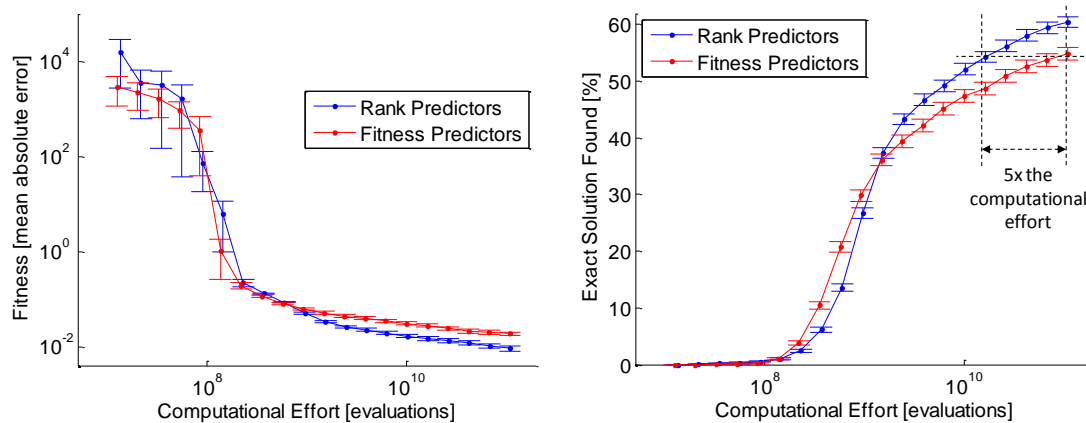 Fitness [mean absolute error]
10^4
10^2
10^0
10^-2
10^8
10^10
Computational Effort [evaluations]
Rank Predictors
Fitness Predictors
Exact Solution Found [%]
60
50
40
30
20
10
0
10^8
10^10
Computational Effort [evaluations]
Rank Predictors
Fitness Predictors
5x the
computational
effort